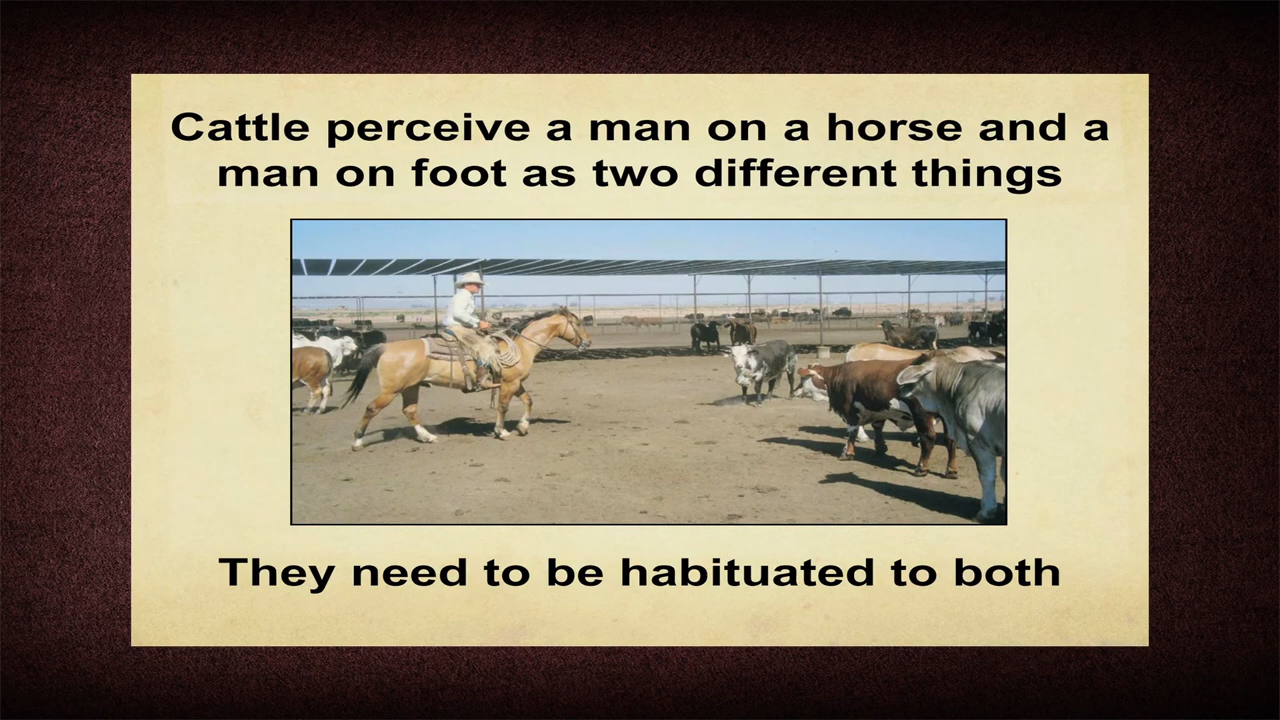 Cattle perceive a man on a horse and a
man on foot as two different things
They need to be habituated to both